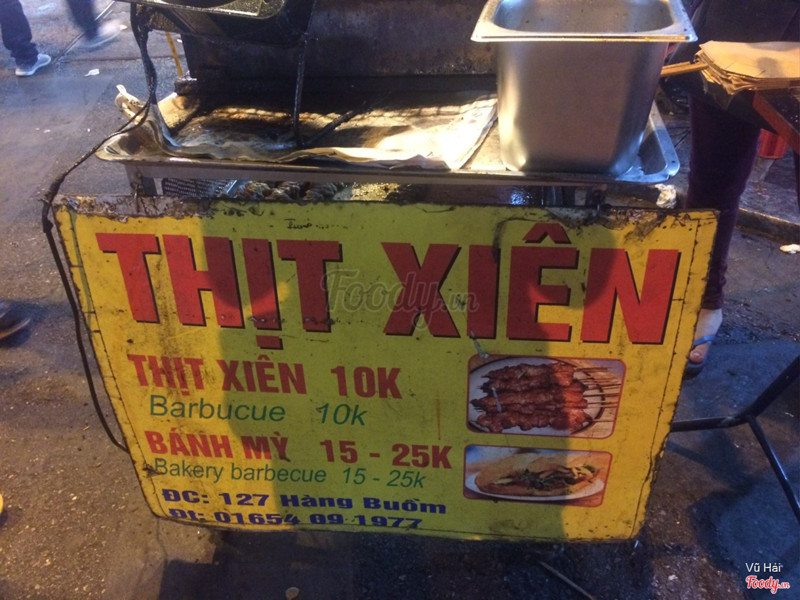 THỊT XIÊN
Foody.vn
THỊT XIÊN 10K
Barbucue 10k
BÁNH MỲ 15 - 25K
Bakery barbecue 15 - 25k
ĐC: 127 Hàng Buồm
Đt: 01654 09 1977
Vũ Hải
Foody.vn